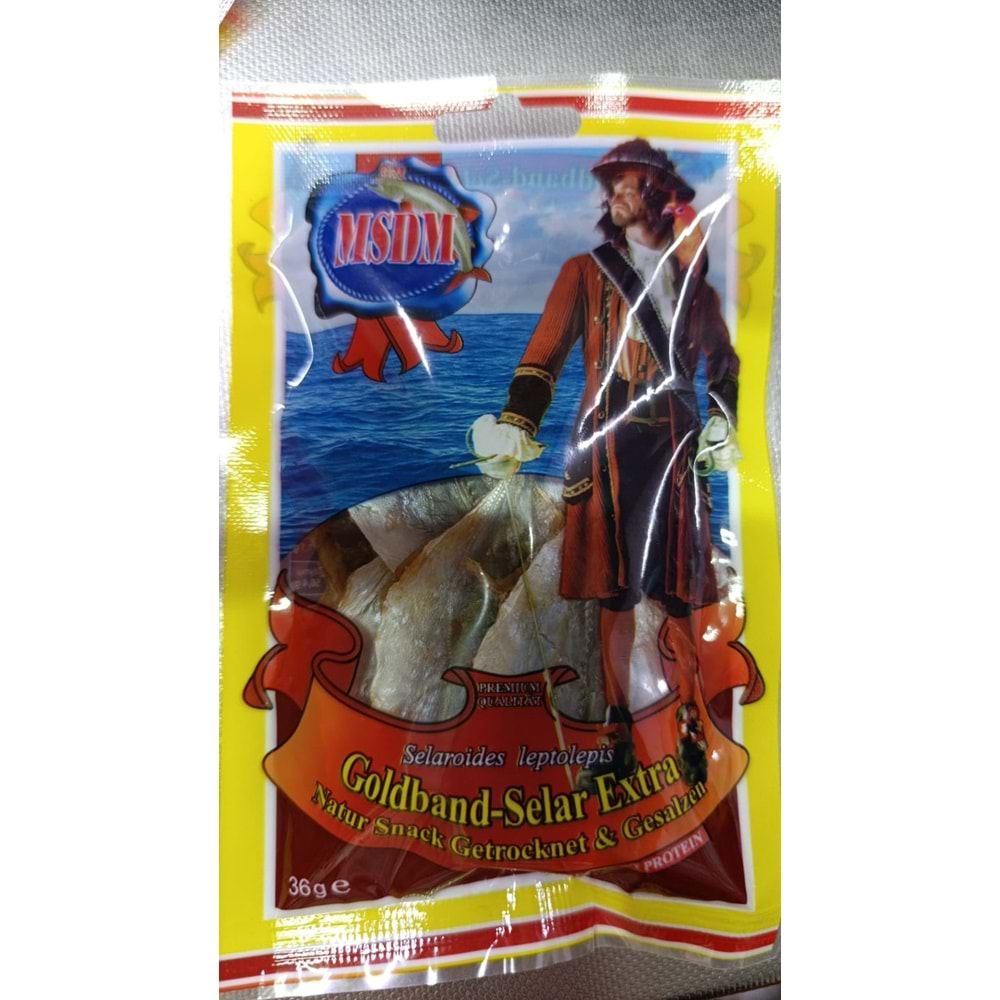 MSDM
PREMIUM
QUALITÄT
Selaroides leptolepis
Goldband-Selar Extra
Natur Snack Getrocknet & Gesalzen
PROTEIN
36g e